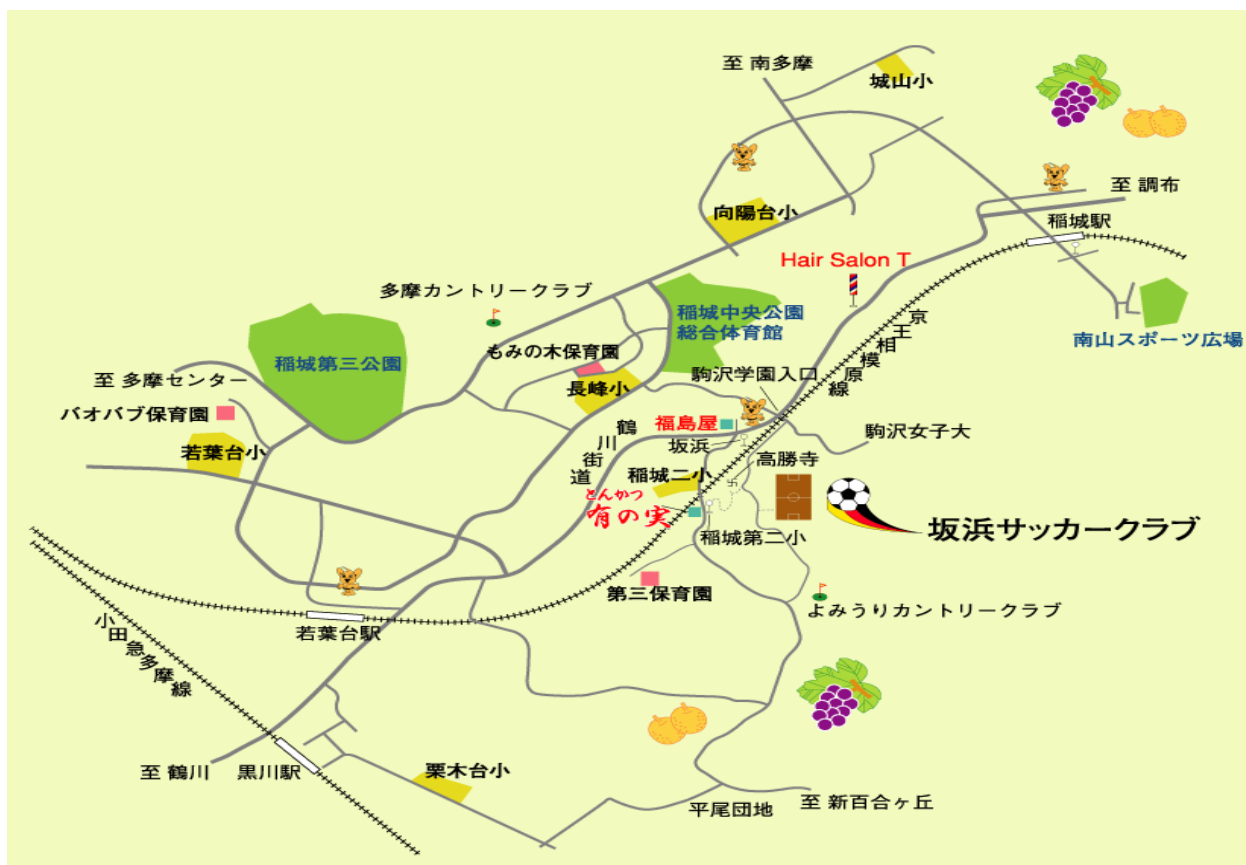 至 南多摩
城山小
至 調布
稲城駅
向陽台小
Hair Salon T
多摩カントリークラブ
稲城中央公園
総合体育館
南山スポーツ広場
稲城第三公園
もみの木保育園
京王相模原線
至 多摩センター
長峰小
駒沢学園入口
バオバブ保育園
福島屋
駒沢女子大
鶴川街道
坂浜
若葉台小
高勝寺
稲城二小
とんかつ
有の実
坂浜サッカークラブ
稲城第二小
第三保育園
よみうりカントリークラブ
若葉台駅
小田急多摩線
至 鶴川
黒川駅
栗木台小
平尾団地
至 新百合ヶ丘